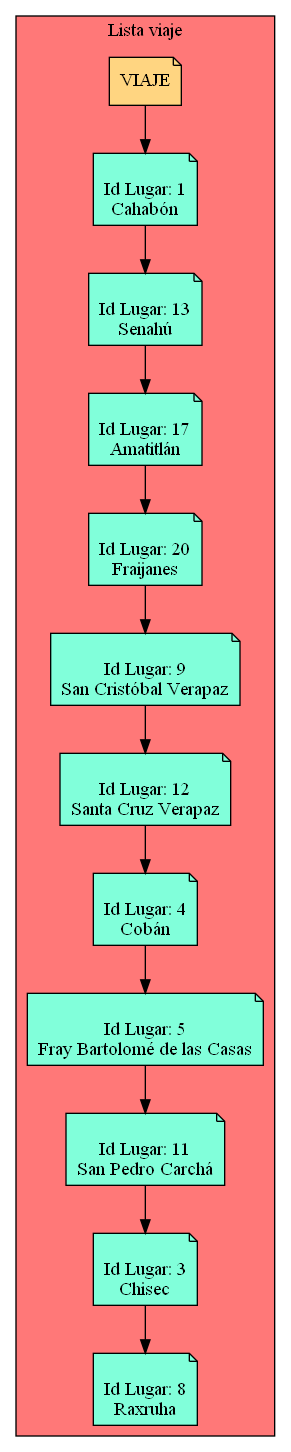 Lista viaje
VIAJE
Id Lugar: 1
Cahabón
Id Lugar: 13
Senahú
Id Lugar: 17
Amatitlán
Id Lugar: 20
Fraijanes
Id Lugar: 9
San Cristóbal Verapaz
Id Lugar: 12
Santa Cruz Verapaz
Id Lugar: 4
Cobán
Id Lugar: 5
Fray Bartolomé de las Casas
Id Lugar: 11
San Pedro Carchá
Id Lugar: 3
Chisec
Id Lugar: 8
Raxruha